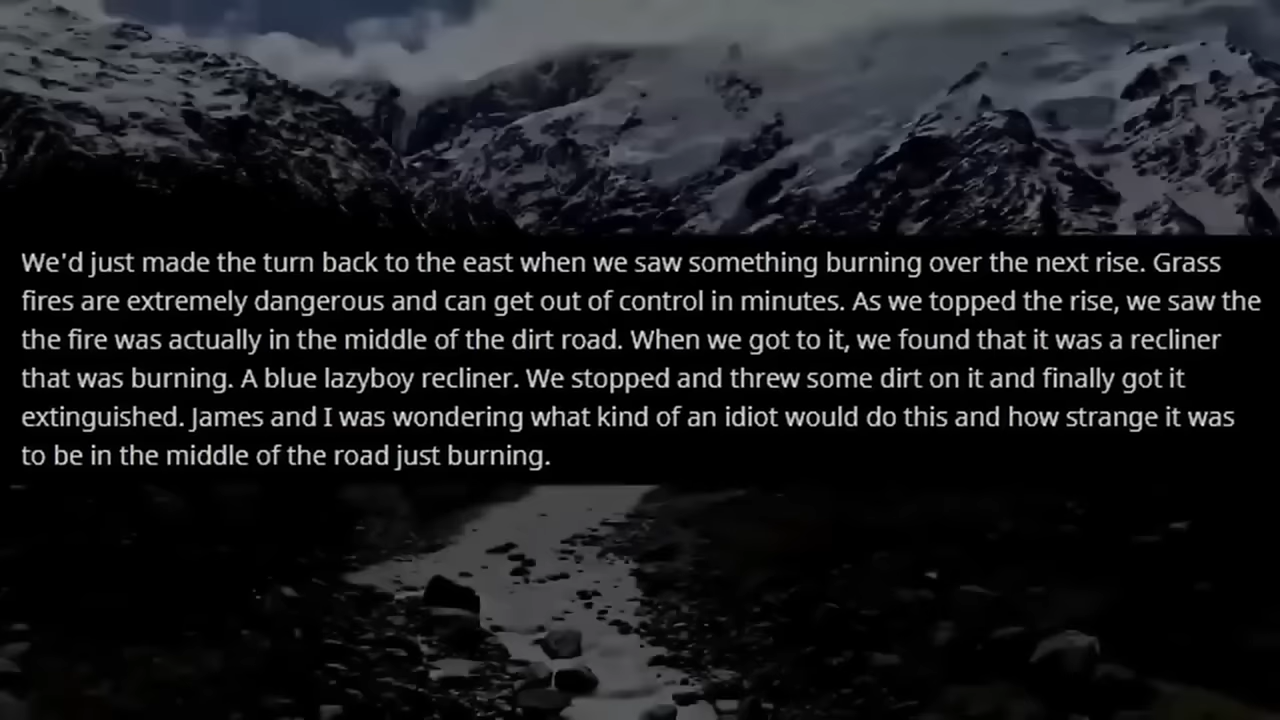 We'd just made the turn back to the east when we saw something burning over the next rise. Grass
fires are extremely dangerous and can get out of control in minutes. As we topped the rise, we saw the
the fire was actually in the middle of the dirt road. When we got to it, we found that it was a recliner
that was burning. A blue lazyboy recliner. We stopped and threw some dirt on it and finally got it
extinguished. James and I was wondering what kind of an idiot would do this and how strange it was
to be in the middle of the road just burning.